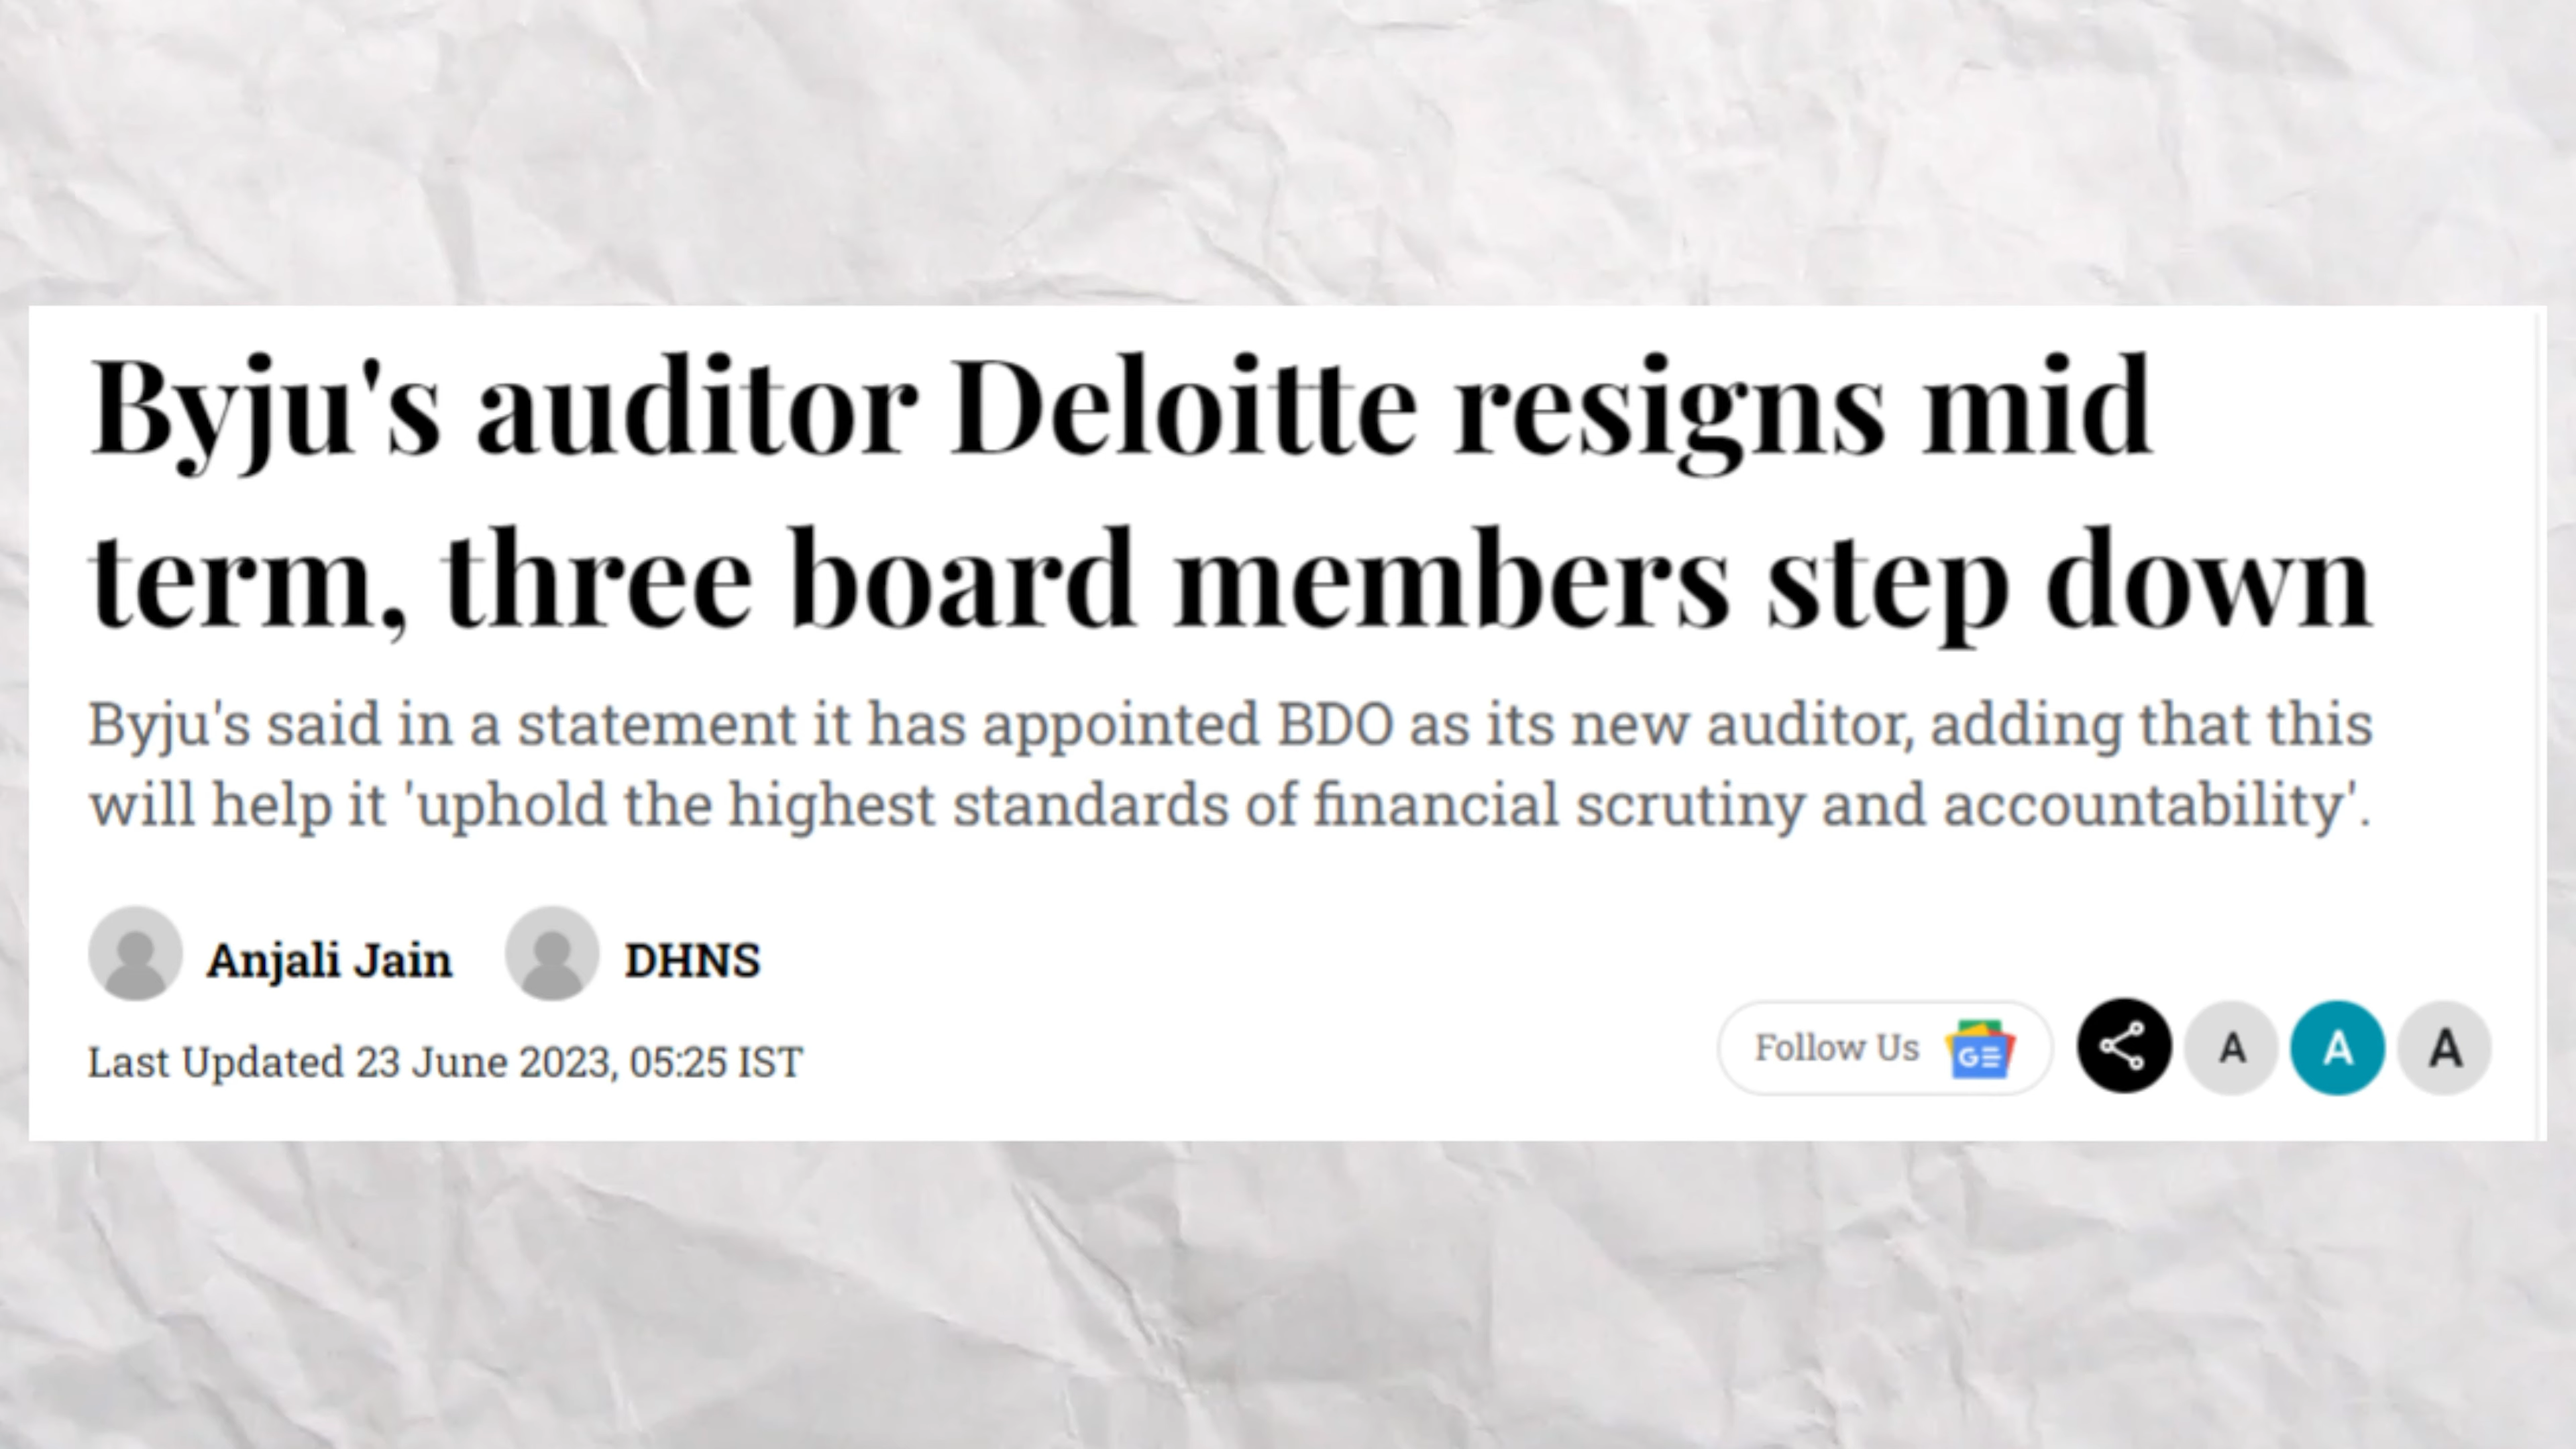 Byju's auditor Deloitte resigns mid
term, three board members step down
Byju's said in a statement it has appointed BDO as its new auditor, adding that this
will help it 'uphold the highest standards of financial scrutiny and accountability'.
Anjali Jain DHNS
Last Updated 23 June 2023, 05:25 IST
Follow Us GE A A A